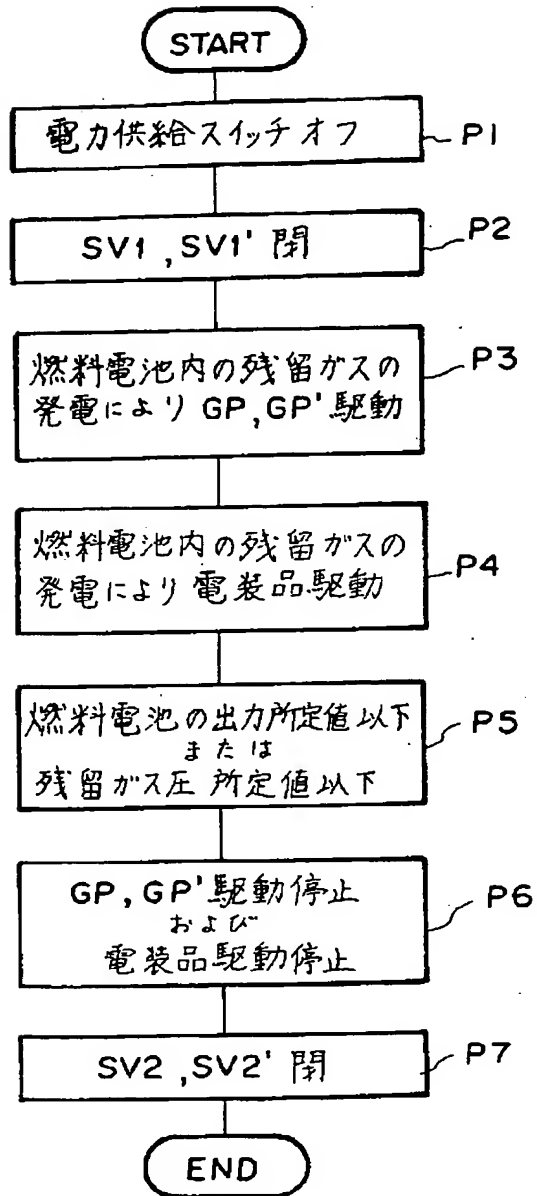 START
電力供給スイッチオフ
P1
SV1 , SV1' 閉
P2
燃料電池内の残留ガスの
発電により GP, GP' 駆動
P3
燃料電池内の残留ガスの
発電により 電装品駆動
P4
燃料電池の出力所定値以下
または
残留ガス圧 所定値以下
P5
GP, GP' 駆動停止
および
電装品駆動停止
P6
SV2 , SV2' 閉
P7
END